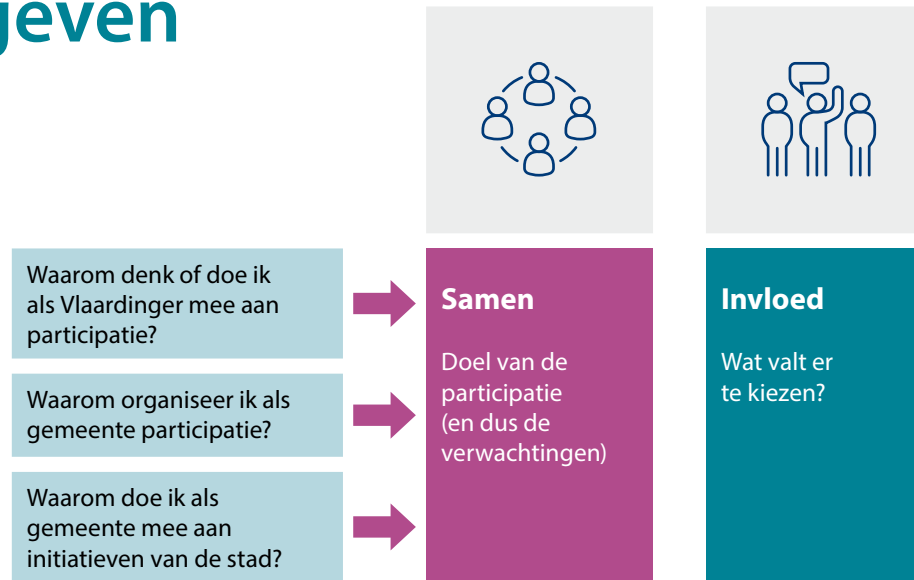 geven
Waarom denk of doe ik
als Vlaardinger mee aan
participatie?
Waarom organiseer ik als
gemeente participatie?
Waarom doe ik als
gemeente mee aan
initiatieven van de stad?
Samen
Doel van de
participatie
(en dus de
verwachtingen)
Invloed
Wat valt er
te kiezen?